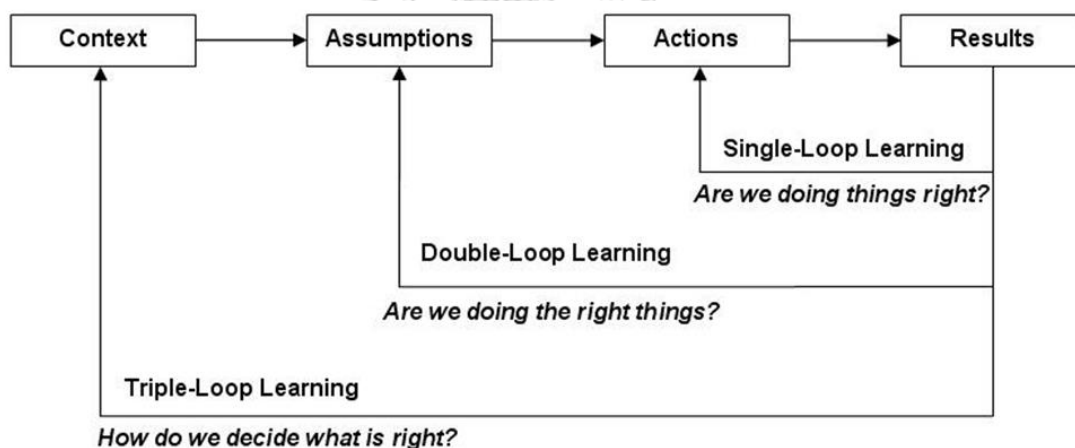 Context
Assumptions
Actions
Results
Single-Loop Learning
Are we doing things right?
Double-Loop Learning
Are we doing the right things?
Triple-Loop Learning
How do we decide what is right?